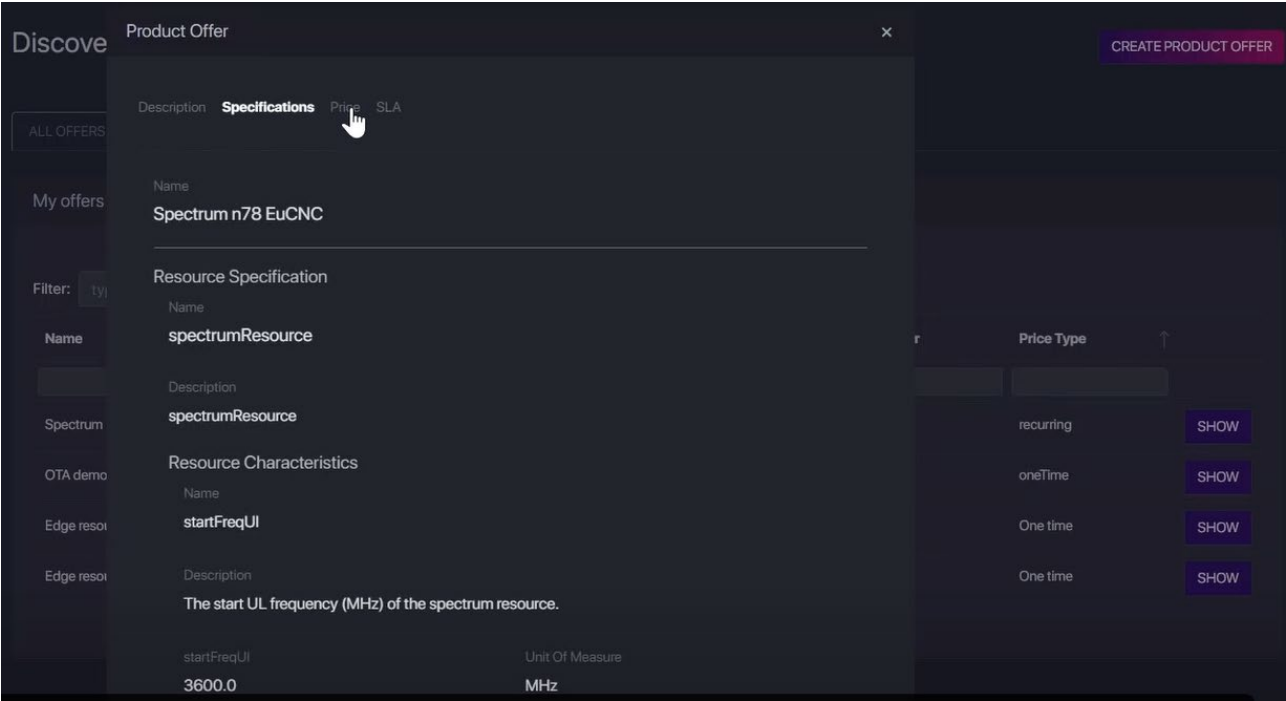 Discove
Product Offer
CREATE PRODUCT OFFER
Description Specifications Price SLA
ALL OFFERS
Name
My offers
Spectrum n78 EuCNC
Resource Specification
Filter:
Name
Name
spectrumResource
r
Price Type
Description
spectrumResource
Spectrum
recurring
SHOW
Resource Characteristics
OTA demo
oneTime
SHOW
Name
startFreqUl
Edge resou
One time
SHOW
Edge resou
Description
One time
SHOW
The start UL frequency (MHz) of the spectrum resource.
startFreqUl
Unit Of Measure
3600.0
MHz